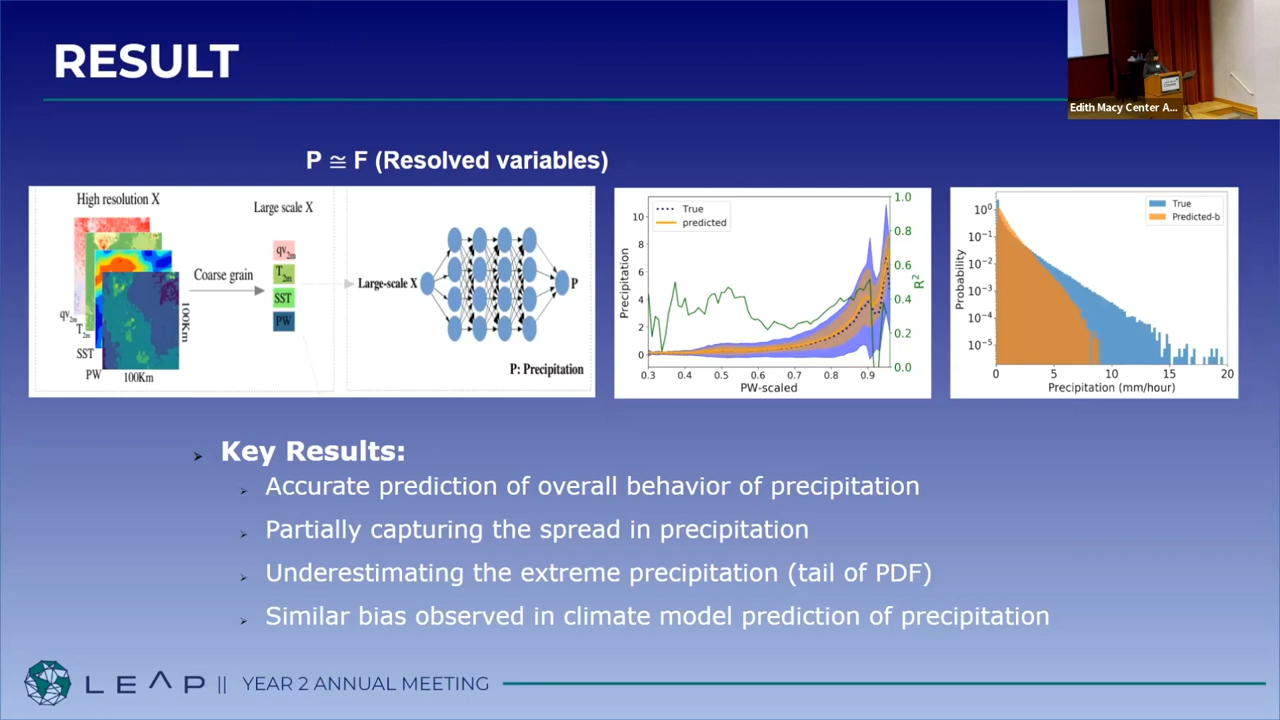 RESULT
Edith Macy Center A...
P ≅ F (Resolved variables)
High resolution X
Large scale X
qv2m
T2m
SST
PW
Coarse grain
qv2m
T2m
SST
PW
100Km
100Km
Large-scale X
P
P: Precipitation
True
predicted
Precipitation
10
8
6
4
2
0
0.3
0.4
0.5
0.6
0.7
0.8
0.9
PW-scaled
1.0
0.8
0.6
0.4
0.2
0.0
R²
True
Predicted-b
Probability
10⁰
10⁻¹
10⁻²
10⁻³
10⁻⁴
10⁻⁵
0
5
10
15
20
Precipitation (mm/hour)
Key Results:
Accurate prediction of overall behavior of precipitation
Partially capturing the spread in precipitation
Underestimating the extreme precipitation (tail of PDF)
Similar bias observed in climate model prediction of precipitation
LEAP || YEAR 2 ANNUAL MEETING